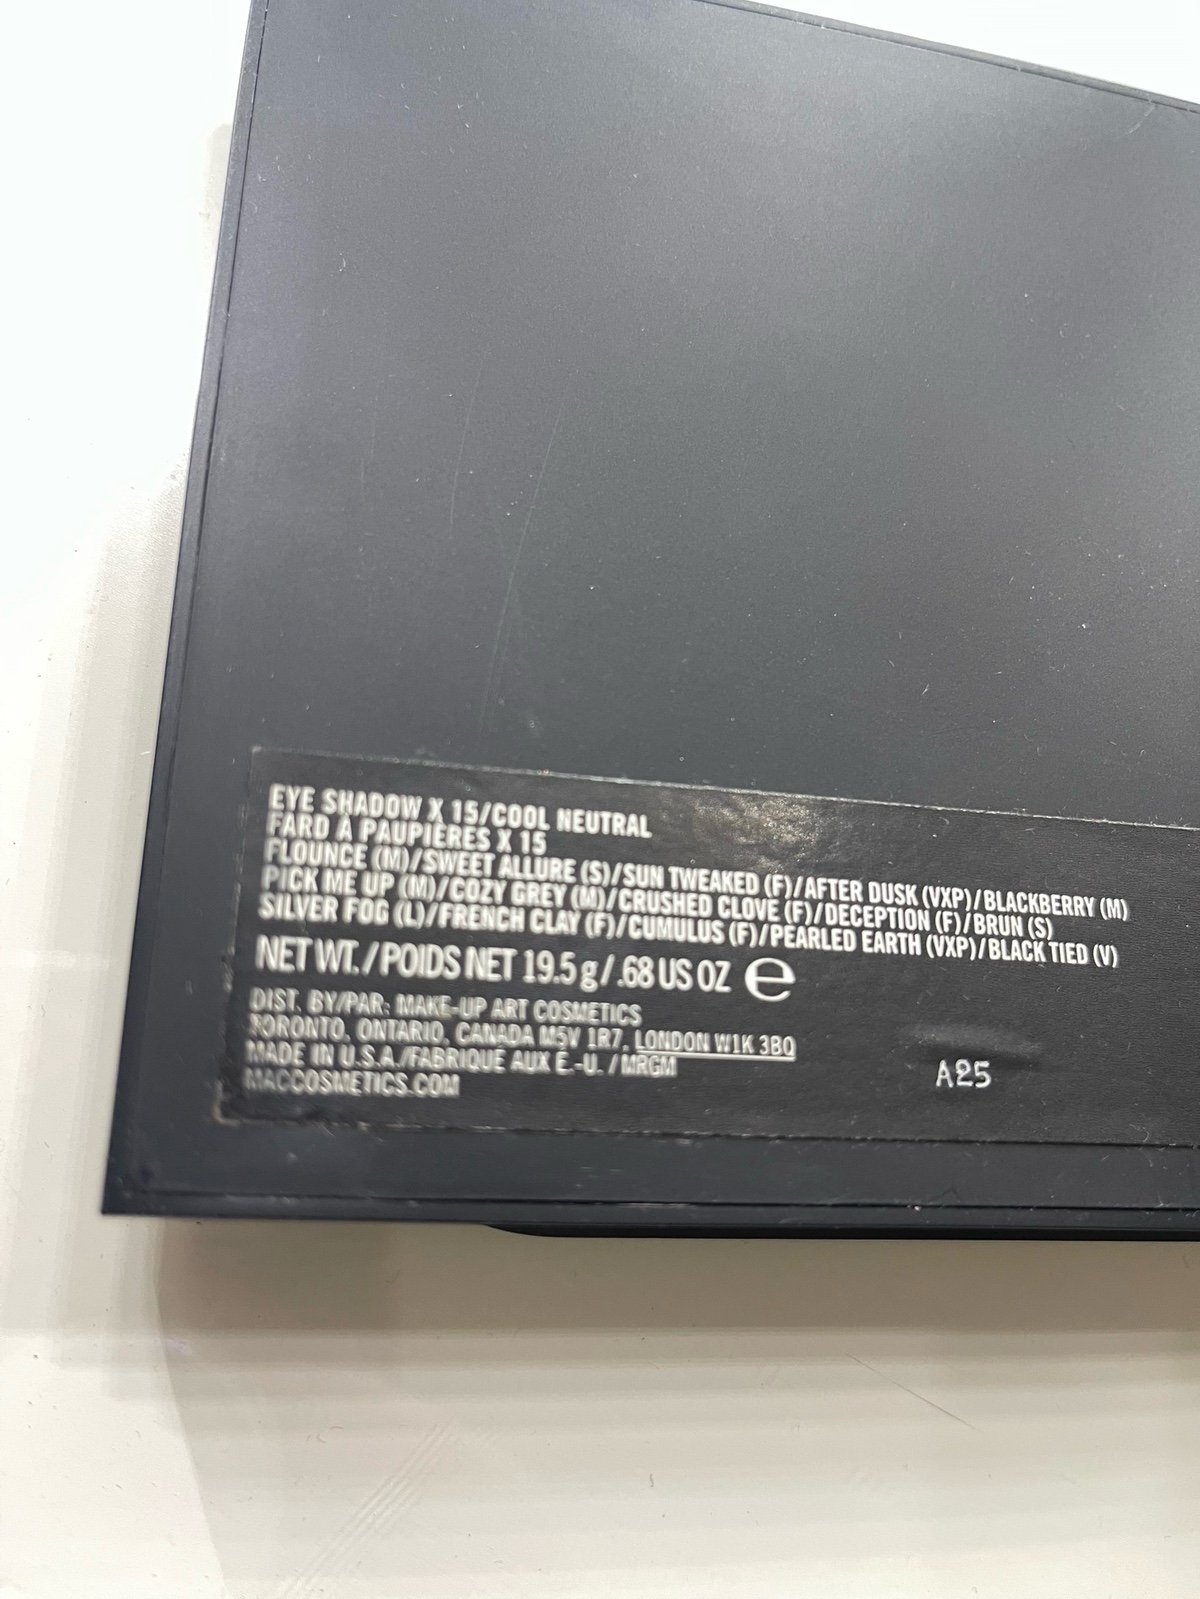 EYE SHADOW X 15/COOL NEUTRAL
FARD À PAUPIÈRES X 15
FLOUNCE (M)/SWEET ALLURE (S)/SUN TWEAKED (F)/AFTER DUSK (VXP)/BLACKBERRY (M)
PICK ME UP (M)/COZY GREY (M)/CRUSHED CLOVE (F)/DECEPTION (F)/BRUN (S)
SILVER FOG (L)/FRENCH CLAY (F)/CUMULUS (F)/PEARLED EARTH (VXP)/BLACK TIED (V)
NET WT./POIDS NET 19.5 g/.68 US OZ e
DIST. BY/PAR: MAKE-UP ART COSMETICS
TORONTO, ONTARIO, CANADA M5V 1R7, LONDON W1K 3BQ
MADE IN U.S.A./FABRIQUÉ AUX É.-U. / MRGM
MACCOSMETICS.COM
A25